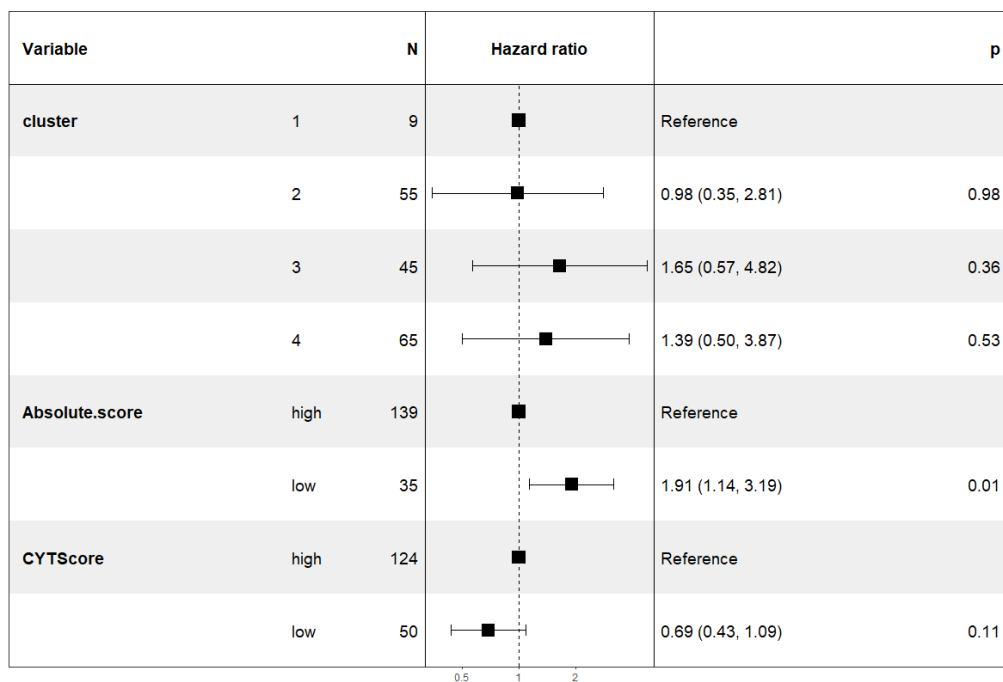 Variable N Hazard ratio p
cluster 1 9 Reference
2 55 0.98 (0.35, 2.81) 0.98
3 45 1.65 (0.57, 4.82) 0.36
4 65 1.39 (0.50, 3.87) 0.53
Absolute.score high 139 Reference
low 35 1.91 (1.14, 3.19) 0.01
CYTScore high 124 Reference
low 50 0.69 (0.43, 1.09) 0.11
0.5 1 2